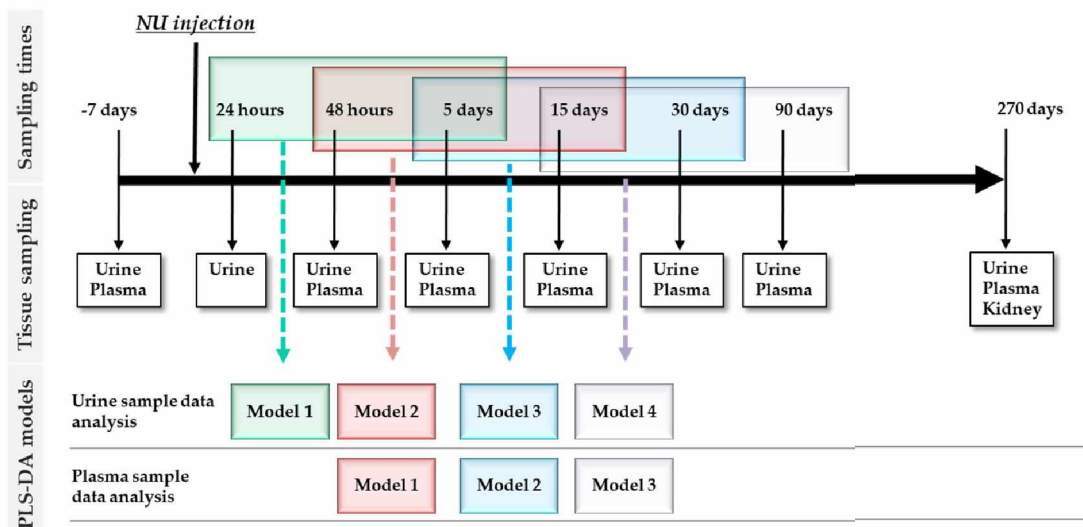 Sampling times
NU injection
-7 days
24 hours
48 hours
5 days
15 days
30 days
90 days
270 days
Tissue sampling
Urine
Plasma
Urine
Urine
Plasma
Urine
Plasma
Urine
Plasma
Urine
Plasma
Urine
Plasma
Urine
Plasma
Kidney
PLS-DA models
Urine sample data
analysis
Model 1
Model 2
Model 3
Model 4
Plasma sample
data analysis
Model 1
Model 2
Model 3